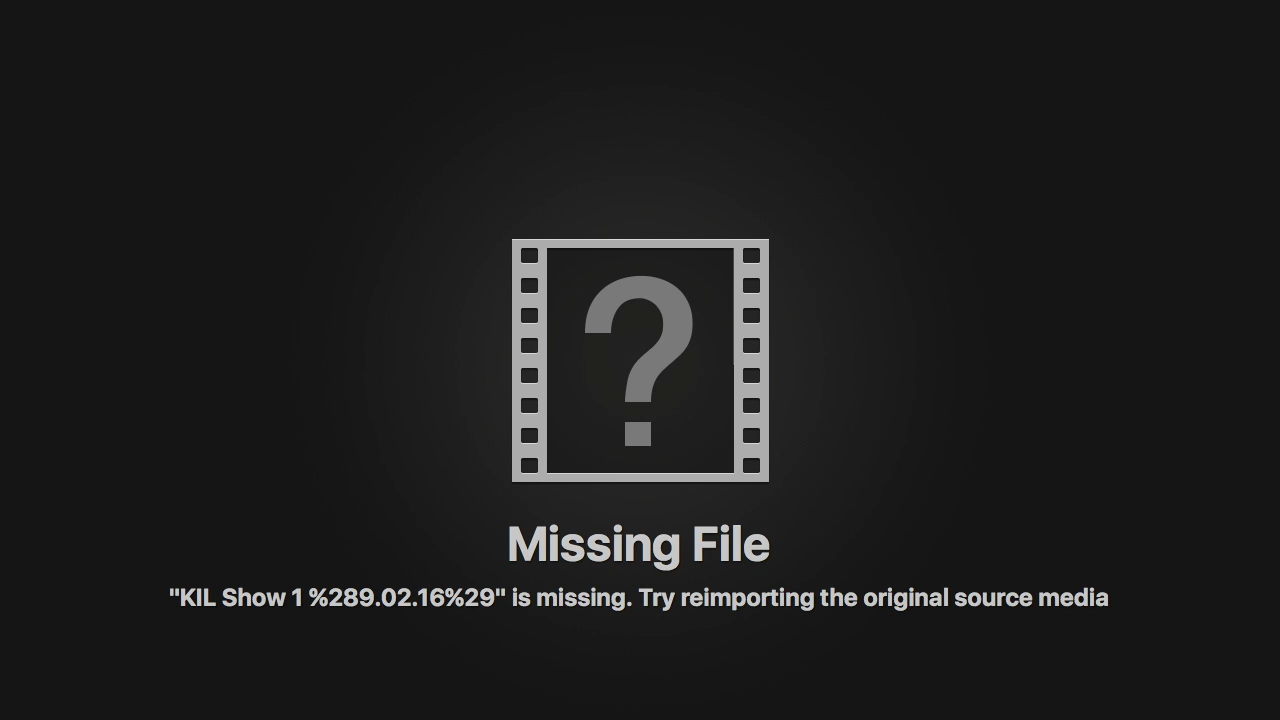 ?
Missing File
"KIL Show 1 %289.02.16%29" is missing. Try reimporting the original source media